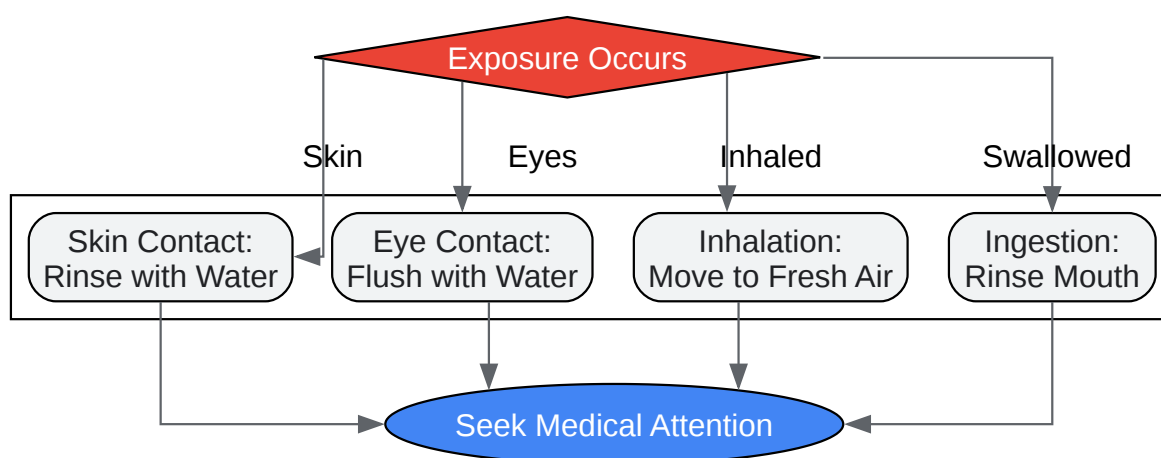 Exposure Occurs
Skin
Eyes
Inhaled
Swallowed
Skin Contact:
Rinse with Water
Eye Contact:
Flush with Water
Inhalation:
Move to Fresh Air
Ingestion:
Rinse Mouth
Seek Medical Attention